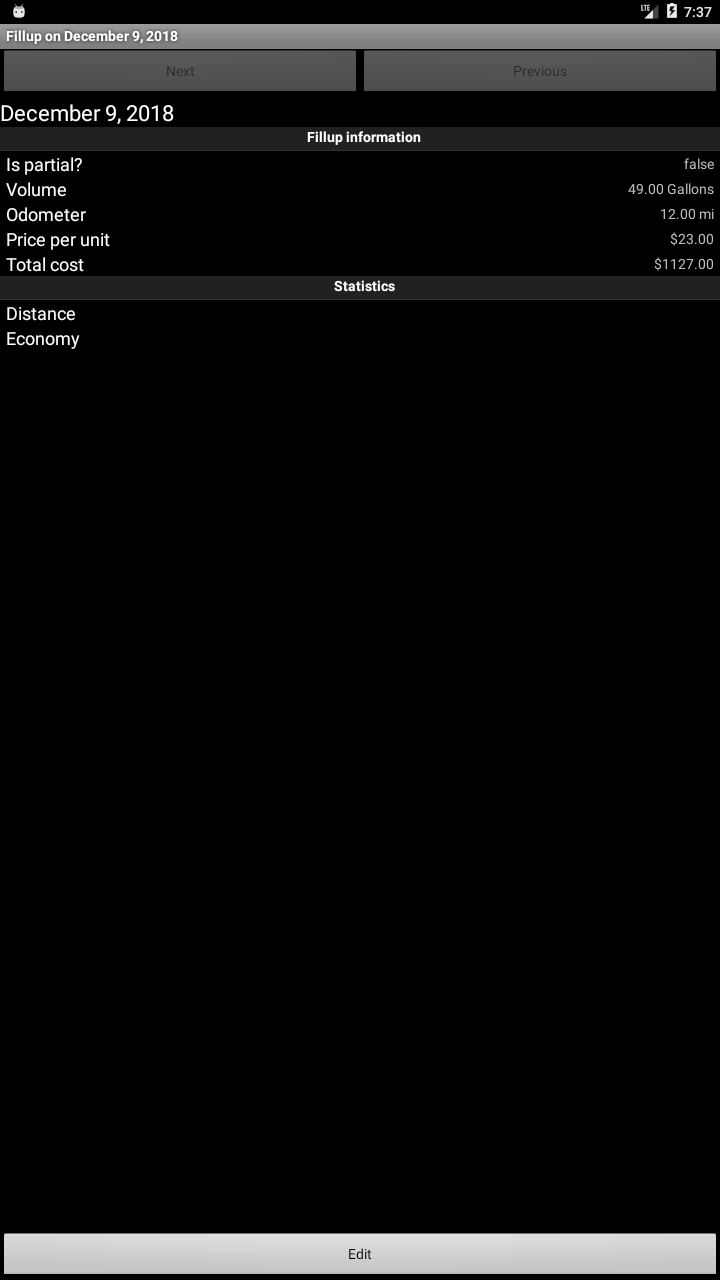 LTE 7:37
Fillup on December 9, 2018
Next Previous
December 9, 2018
Fillup information
Is partial? false
Volume 49.00 Gallons
Odometer 12.00 mi
Price per unit $23.00
Total cost $1127.00
Statistics
Distance
Economy
Edit